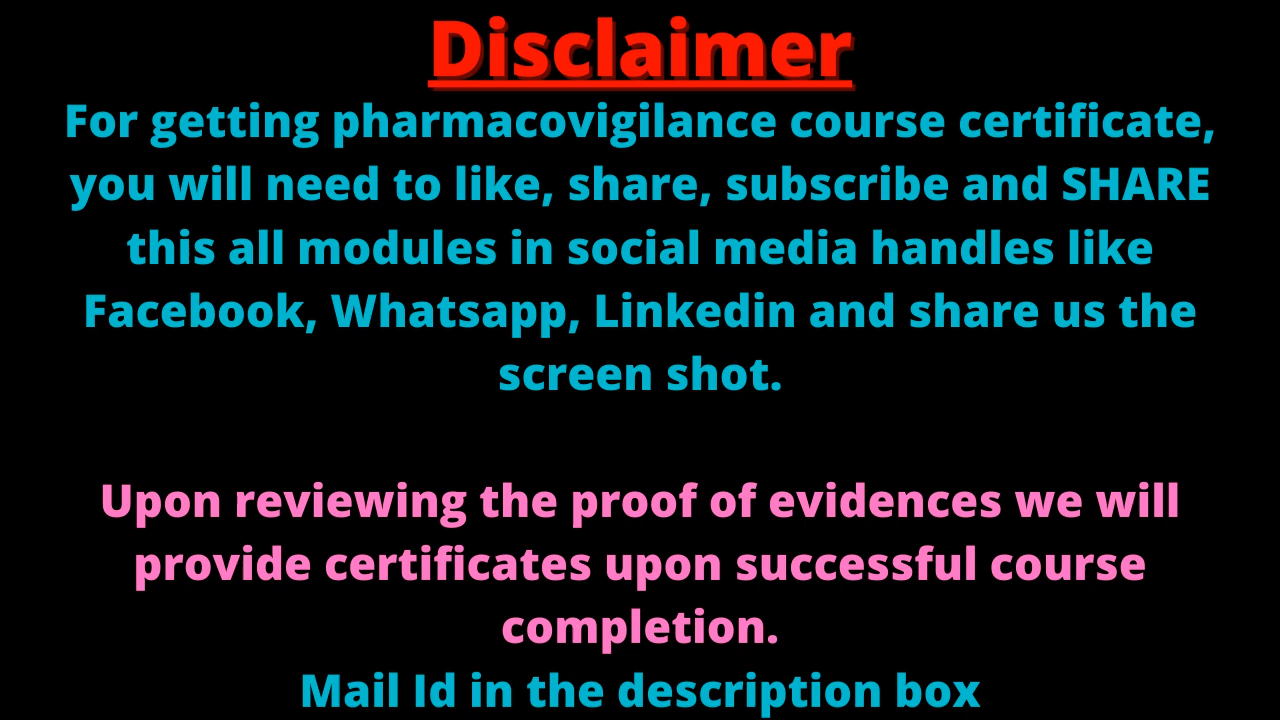 Disclaimer
For getting pharmacovigilance course certificate,
you will need to like, share, subscribe and SHARE
this all modules in social media handles like
Facebook, Whatsapp, Linkedin and share us the
screen shot.
Upon reviewing the proof of evidences we will
provide certificates upon successful course
completion.
Mail Id in the description box